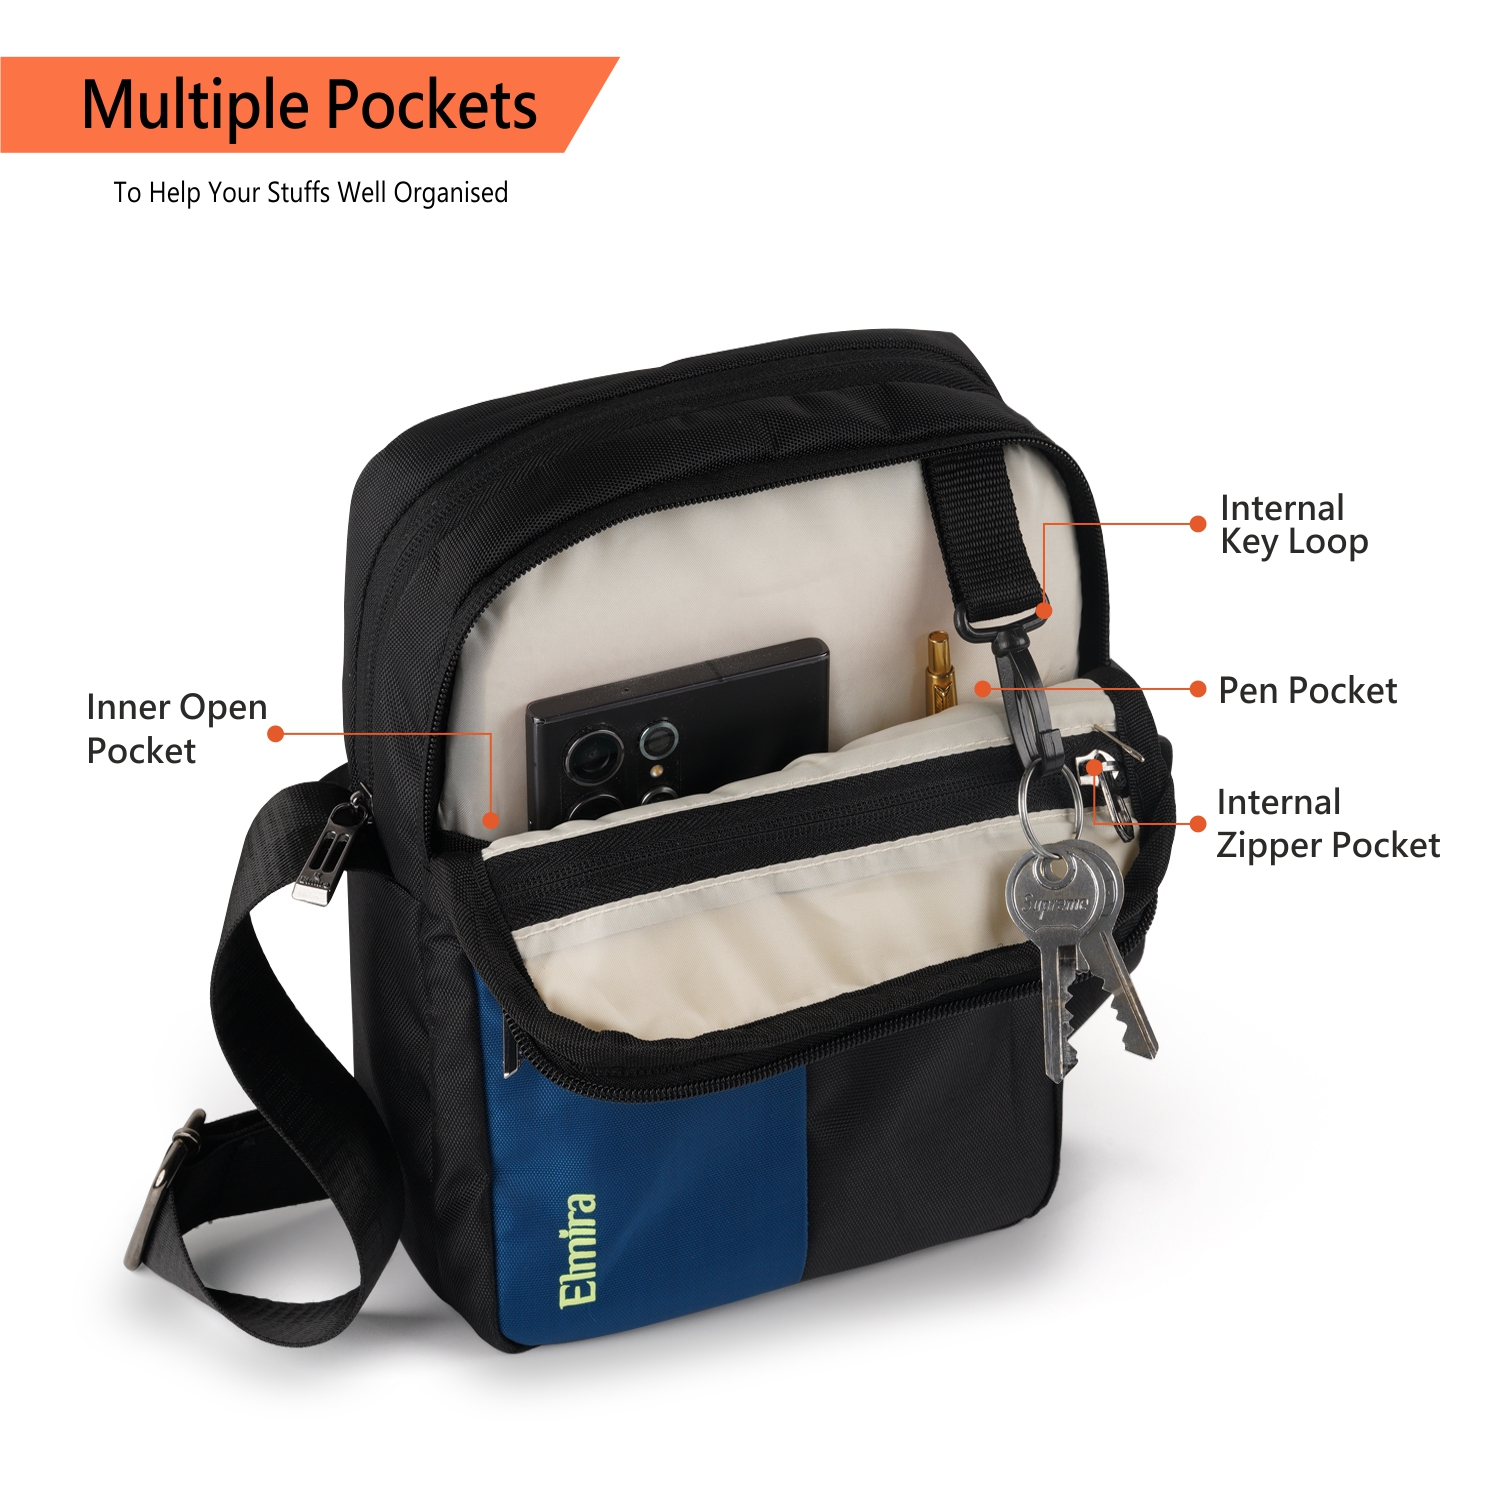 Multiple Pockets
To Help Your Stuffs Well Organised
Internal
Key Loop
Inner Open
Pocket
Pen Pocket
Internal
Zipper Pocket
Supreme
Elmira